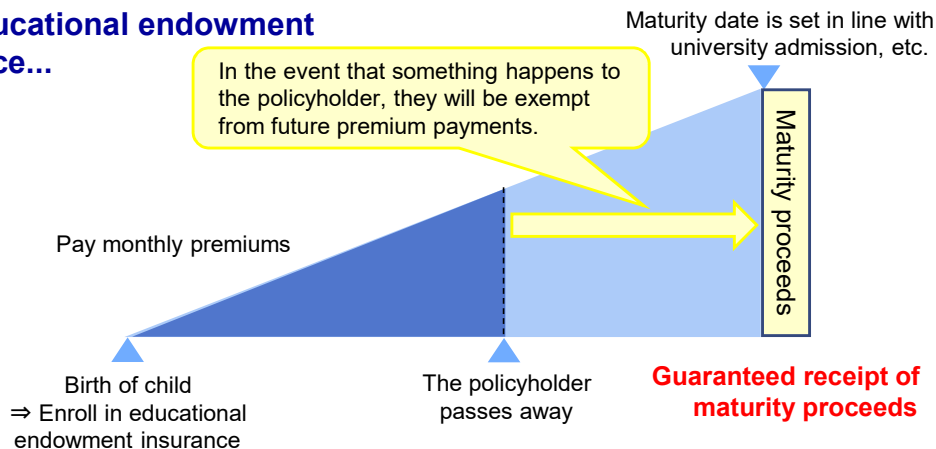 ucational endowment
ce...
Maturity date is set in line with
university admission, etc.
In the event that something happens to
the policyholder, they will be exempt
from future premium payments.
Maturity proceeds
Pay monthly premiums
Birth of child
⇒ Enroll in educational
endowment insurance
The policyholder
passes away
Guaranteed receipt of
maturity proceeds